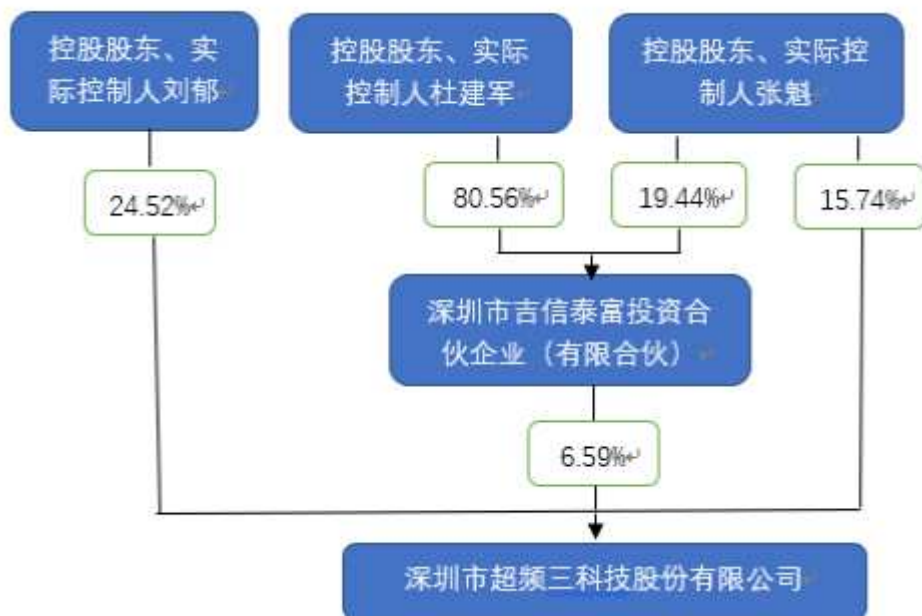 控股股东、实
际控制人刘郁
控股股东、实际
控制人杜建军
控股股东、实际控
制人张魁
24.52%
80.56%
19.44%
15.74%
深圳市吉信泰富投资合
伙企业（有限合伙）
6.59%
深圳市超频三科技股份有限公司